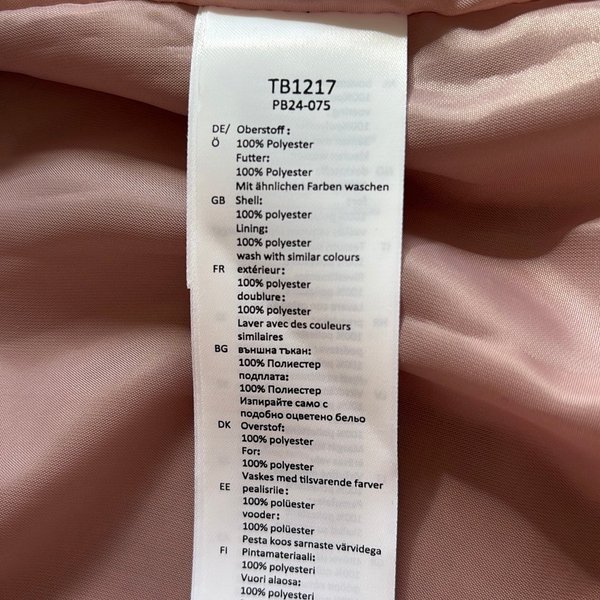 TB1217
PB24-075
DE/ Oberstoff:
Ö 100% Polyester
Futter:
100% Polyester
Mit ähnlichen Farben waschen
GB Shell:
100% polyester
Lining:
100% polyester
wash with similar colours
FR extérieur:
100% polyester
doublure:
100% polyester
Laver avec des couleurs
similaires
BG външна тъкан:
100% Полиестер
подплата:
100% Полиестер
Изпирайте само с
подобно оцветено бельо
DK Overstof:
100% polyester
For:
100% polyester
Vaskes med tilsvarende farver
EE pealisriie:
100% polüester
vooder:
100% polüester
Pesta koos sarnaste värvidega
FI Pintamateriaali:
100% polyesteri
Vuori alaosa:
100% polyesteri